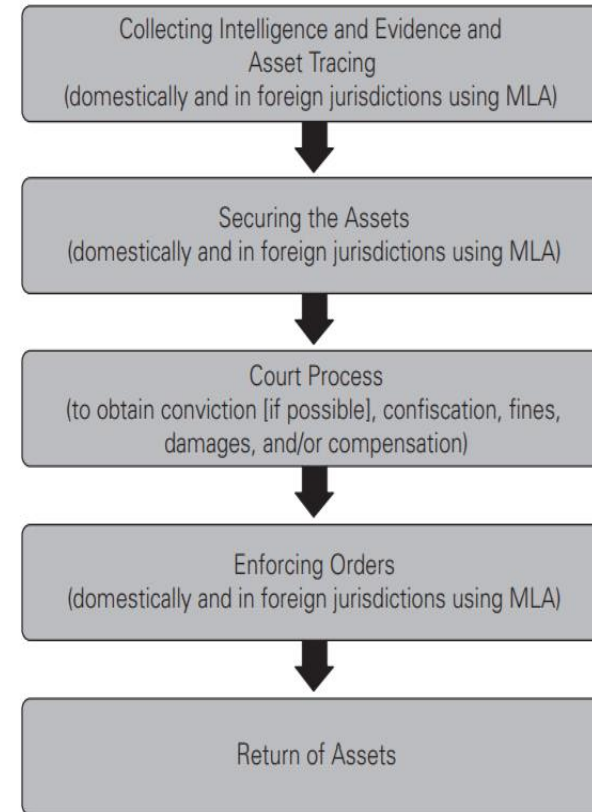 Collecting Intelligence and Evidence and
Asset Tracing
(domestically and in foreign jurisdictions using MLA)
Securing the Assets
(domestically and in foreign jurisdictions using MLA)
Court Process
(to obtain conviction [if possible], confiscation, fines,
damages, and/or compensation)
Enforcing Orders
(domestically and in foreign jurisdictions using MLA)
Return of Assets